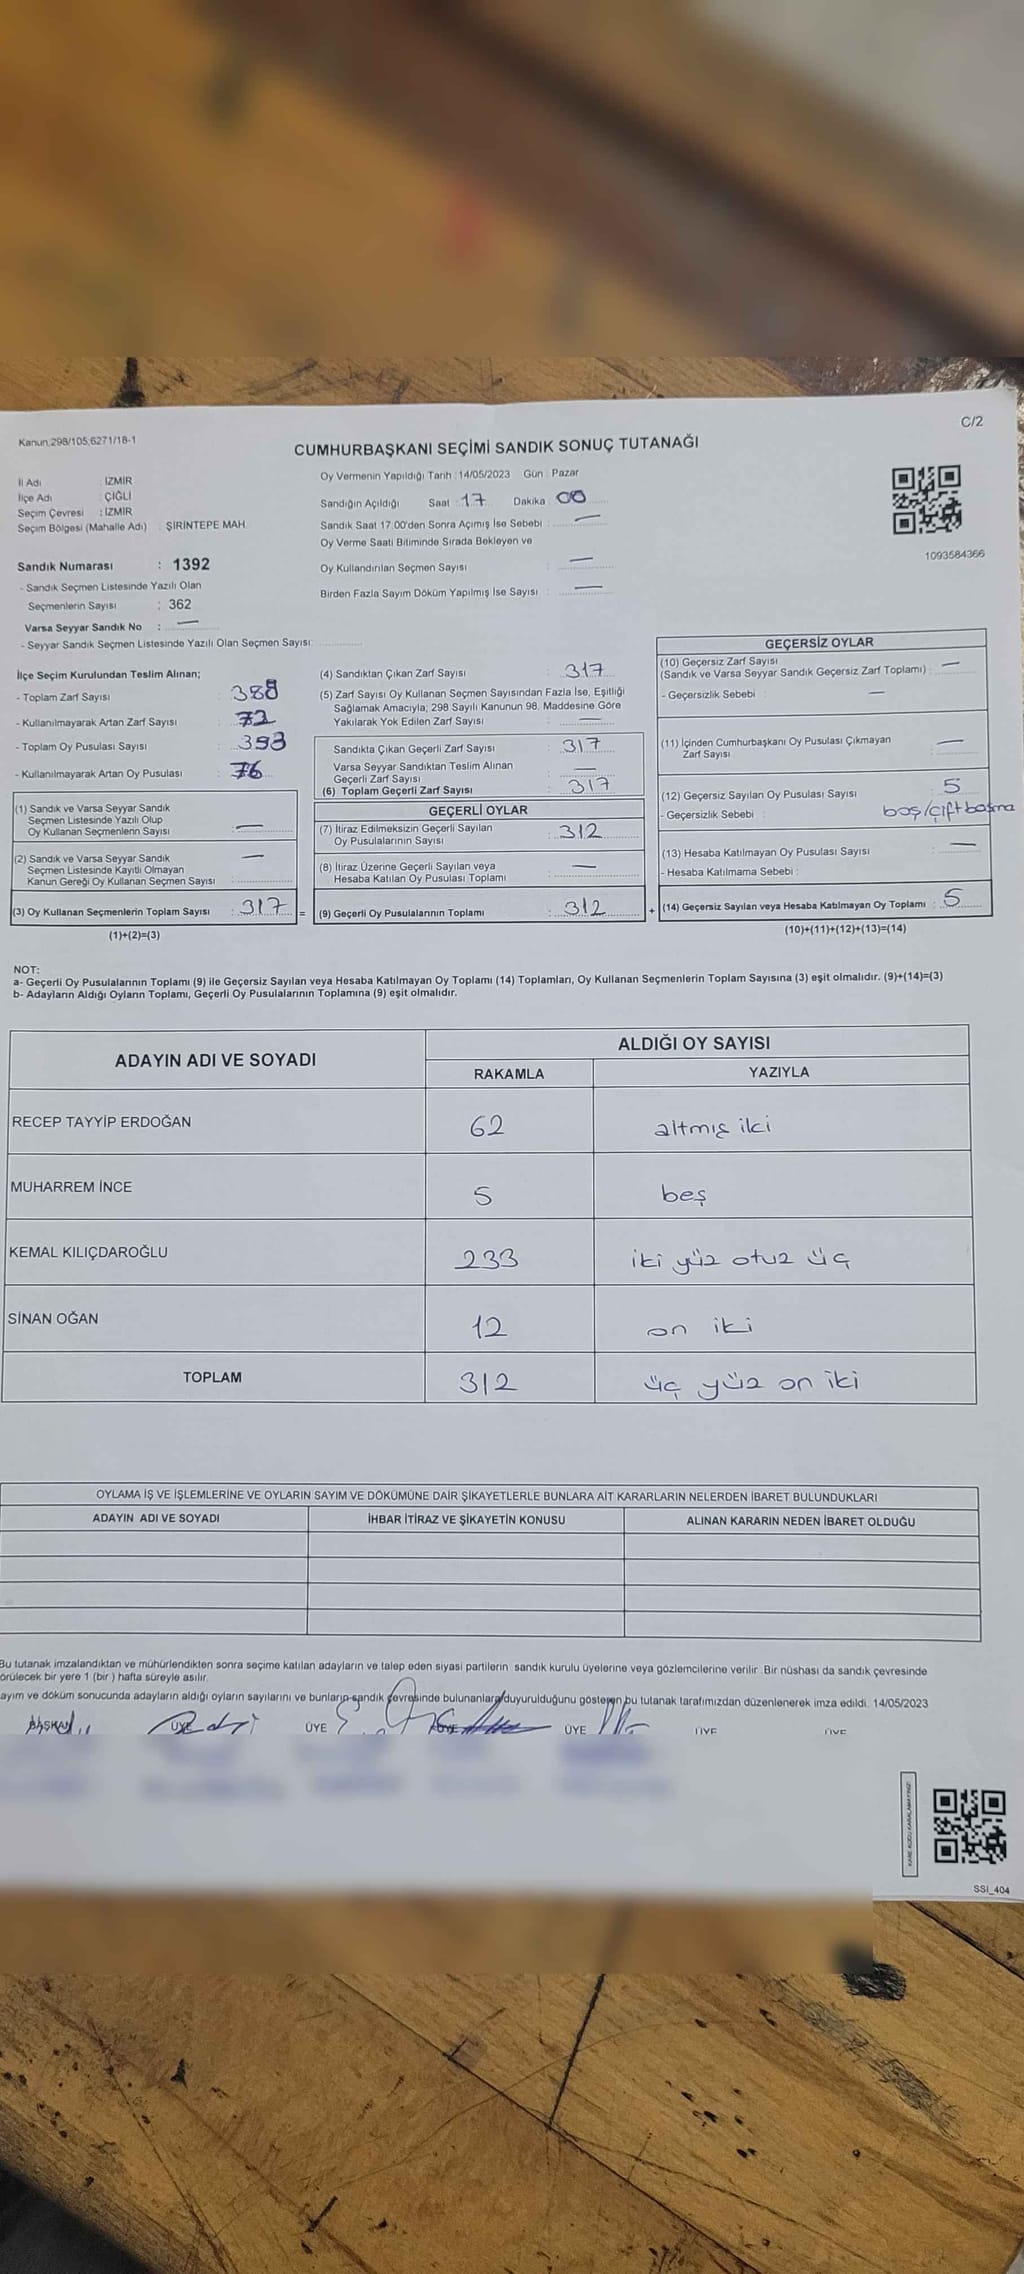 C/2
Kanun:298/105;6271/18-1
CUMHURBAŞKANI SEÇİMİ SANDIK SONUÇ TUTANAĞI
İl Adı : İZMİR
İlçe Adı : ÇİĞLİ
Seçim Çevresi : İZMİR
Seçim Bölgesi (Mahalle Adı) : ŞİRİNTEPE MAH.
Oy Vermenin Yapıldığı Tarih : 14/05/2023 Gün : Pazar
Sandığın Açıldığı Saat : 17 Dakika : 00
Sandık Saat 17.00'den Sonra Açımış İse Sebebi : —
Oy Verme Saati Bitiminde Sırada Bekleyen ve
Oy Kullandırılan Seçmen Sayısı : —
Birden Fazla Sayım Döküm Yapılmış İse Sayısı : —
1093584366
Sandık Numarası : 1392
- Sandık Seçmen Listesinde Yazılı Olan
Seçmenlerin Sayısı : 362
Varsa Seyyar Sandık No : —
- Seyyar Sandık Seçmen Listesinde Yazılı Olan Seçmen Sayısı:
İlçe Seçim Kurulundan Teslim Alınan;
- Toplam Zarf Sayısı :
- Kullanılmayarak Artan Zarf Sayısı : 72
- Toplam Oy Pusulası Sayısı : 393
- Kullanılmayarak Artan Oy Pusulası : 76
(1) Sandık ve Varsa Seyyar Sandık
Seçmen Listesinde Yazılı Olup
Oy Kullanan Seçmenlerin Sayısı : —
(2) Sandık ve Varsa Seyyar Sandık
Seçmen Listesinde Kayıtlı Olmayan
Kanun Gereği Oy Kullanan Seçmen Sayısı : —
(3) Oy Kullanan Seçmenlerin Toplam Sayısı : 317 =
(1)+(2)=(3)
(4) Sandıktan Çıkan Zarf Sayısı : 317
(5) Zarf Sayısı Oy Kullanan Seçmen Sayısından Fazla İse, Eşitliği
Sağlamak Amacıyla; 298 Sayılı Kanunun 98. Maddesine Göre
Yakılarak Yok Edilen Zarf Sayısı : —
Sandıkta Çıkan Geçerli Zarf Sayısı : 317
Varsa Seyyar Sandıktan Teslim Alınan
Geçerli Zarf Sayısı : —
(6) Toplam Geçerli Zarf Sayısı : 317
GEÇERLİ OYLAR
(7) İtiraz Edilmeksizin Geçerli Sayılan
Oy Pusulalarının Sayısı : 312
(8) İtiraz Üzerine Geçerli Sayılan veya
Hesaba Katılan Oy Pusulası Toplamı : —
(9) Geçerli Oy Pusulalarının Toplamı : 312 +
GEÇERSİZ OYLAR
(10) Geçersiz Zarf Sayısı
(Sandık ve Varsa Seyyar Sandık Geçersiz Zarf Toplamı) : —
- Geçersizlik Sebebi : —
(11) İçinden Cumhurbaşkanı Oy Pusulası Çıkmayan
Zarf Sayısı : —
(12) Geçersiz Sayılan Oy Pusulası Sayısı : 5
- Geçersizlik Sebebi : boş/çift basma
(13) Hesaba Katılmayan Oy Pusulası Sayısı : —
- Hesaba Katılmama Sebebi :
(14) Geçersiz Sayılan veya Hesaba Katılmayan Oy Toplamı : 5
(10)+(11)+(12)+(13)=(14)
NOT:
a- Geçerli Oy Pusulalarının Toplamı (9) ile Geçersiz Sayılan veya Hesaba Katılmayan Oy Toplamı (14) Toplamları, Oy Kullanan Seçmenlerin Toplam Sayısına (3) eşit olmalıdır. (9)+(14)=(3)
b- Adayların Aldığı Oyların Toplamı, Geçerli Oy Pusulalarının Toplamına (9) eşit olmalıdır.
ADAYIN ADI VE SOYADI ALDIĞI OY SAYISI
RAKAMLA YAZIYLA
RECEP TAYYİP ERDOĞAN 62 altmış iki
MUHARREM İNCE 5 beş
KEMAL KILIÇDAROĞLU 233 iki yüz otuz üç
SİNAN OĞAN 12 on iki
TOPLAM 312 üç yüz on iki
OYLAMA İŞ VE İŞLEMLERİNE VE OYLARIN SAYIM VE DÖKÜMÜNE DAİR ŞİKAYETLERLE BUNLARA AİT KARARLARIN NELERDEN İBARET BULUNDUKLARI
ADAYIN ADI VE SOYADI İHBAR İTİRAZ VE ŞİKAYETİN KONUSU ALINAN KARARIN NEDEN İBARET OLDUĞU
Bu tutanak imzalandıktan ve mühürlendikten sonra seçime katılan adayların ve talep eden siyasi partilerin sandık kurulu üyelerine veya gözlemcilerine verilir. Bir nüshası da sandık çevresinde
örülecek bir yere 1 (bir ) hafta süreyle asılır.
ayım ve döküm sonucunda adayların aldığı oyların sayılarını ve bunların sandık çevresinde bulunanlara duyurulduğunu gösteren bu tutanak tarafımızdan düzenlenerek imza edildi. 14/05/2023
BAŞKAN ÜYE ÜYE ÜYE ÜYE ÜYE ÜYE
SSI_404